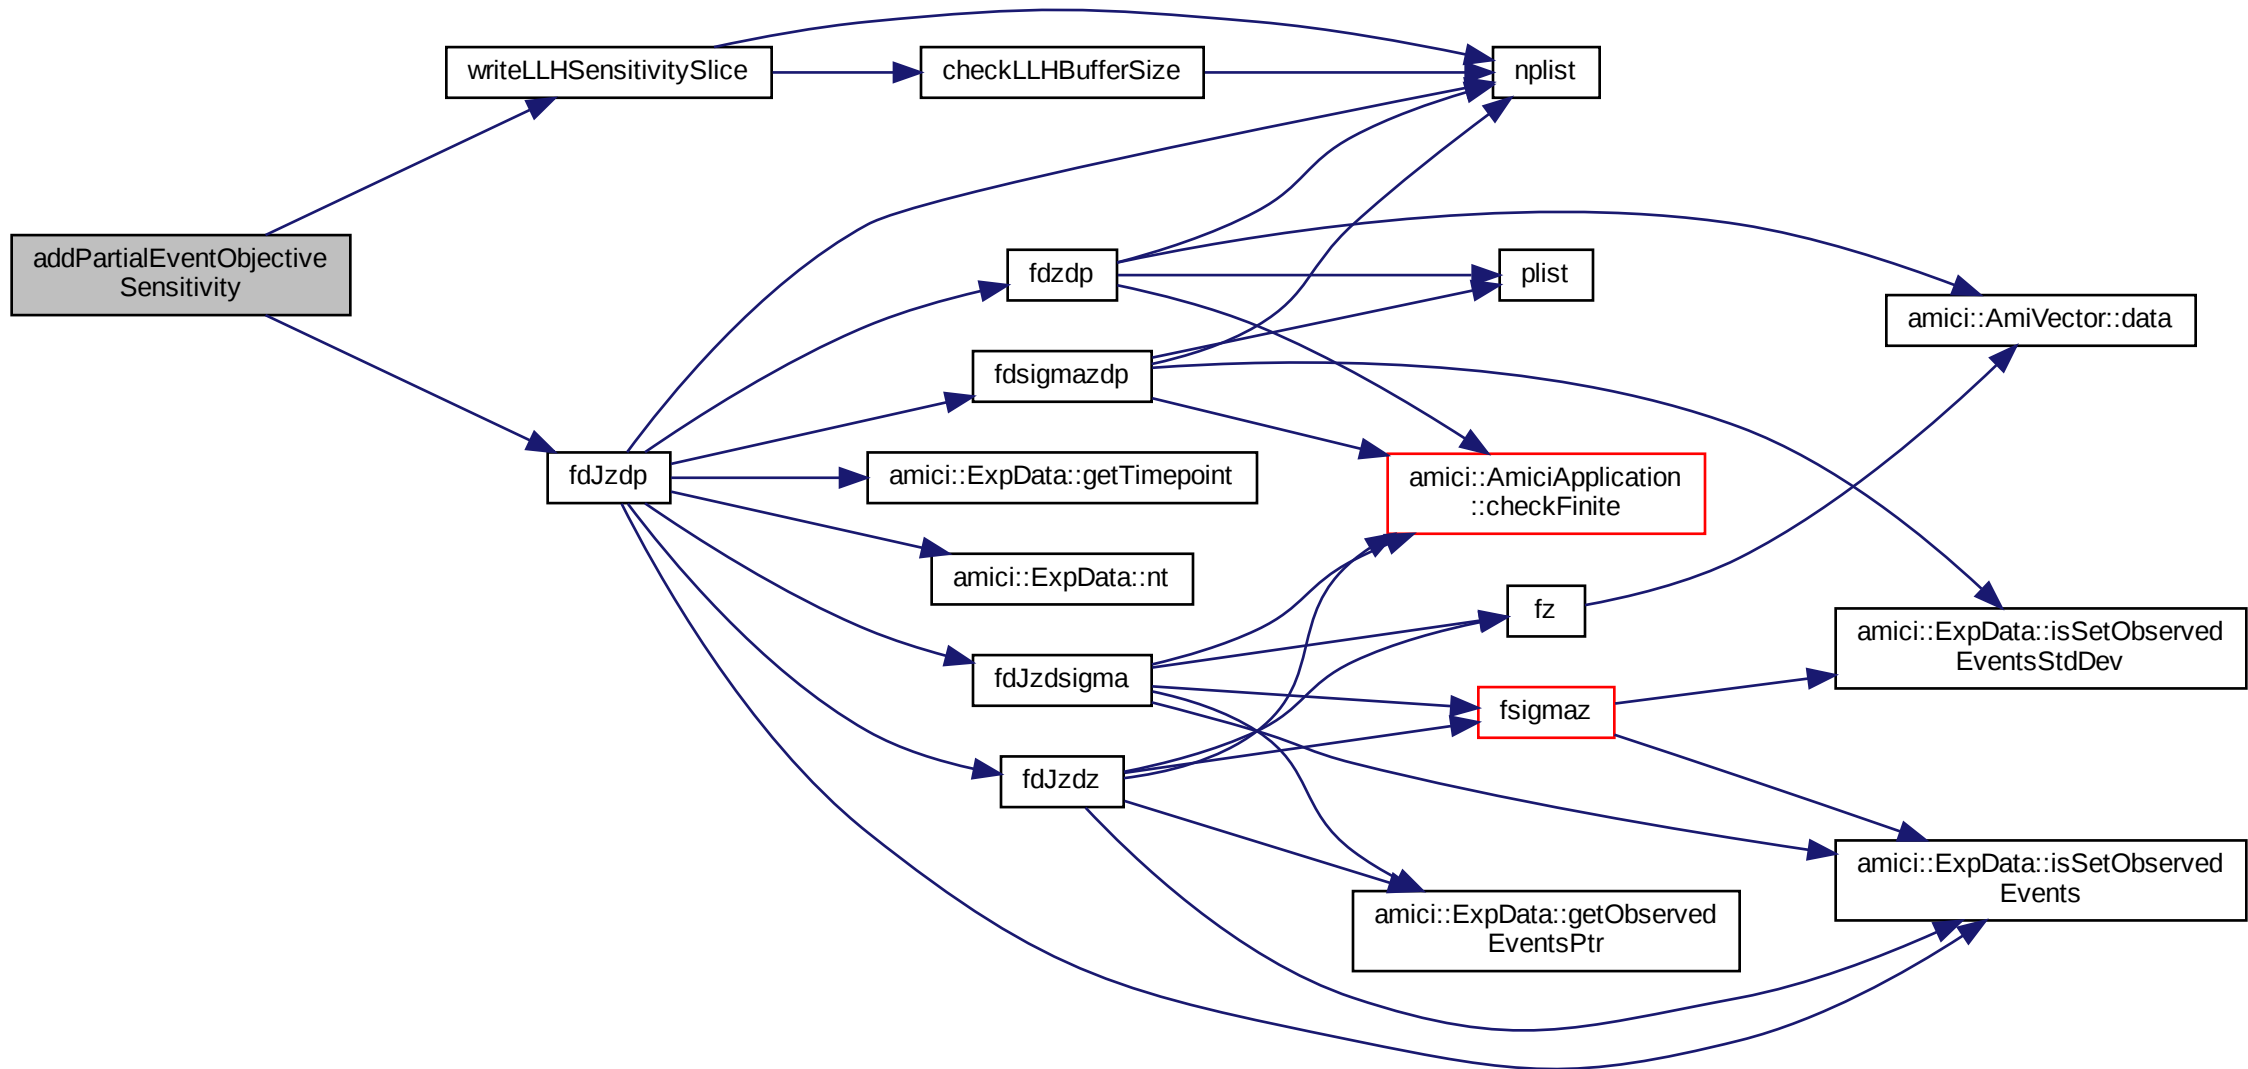 addPartialEventObjective
Sensitivity
writeLLHSensitivitySlice
checkLLHBufferSize
nplist
fdJzdp
fdzdp
plist
amici::AmiVector::data
fdsigmazdp
amici::ExpData::getTimepoint
amici::AmiciApplication
::checkFinite
amici::ExpData::nt
fz
amici::ExpData::isSetObserved
EventsStdDev
fdJzdsigma
fsigmaz
fdJzdz
amici::ExpData::isSetObserved
Events
amici::ExpData::getObserved
EventsPtr